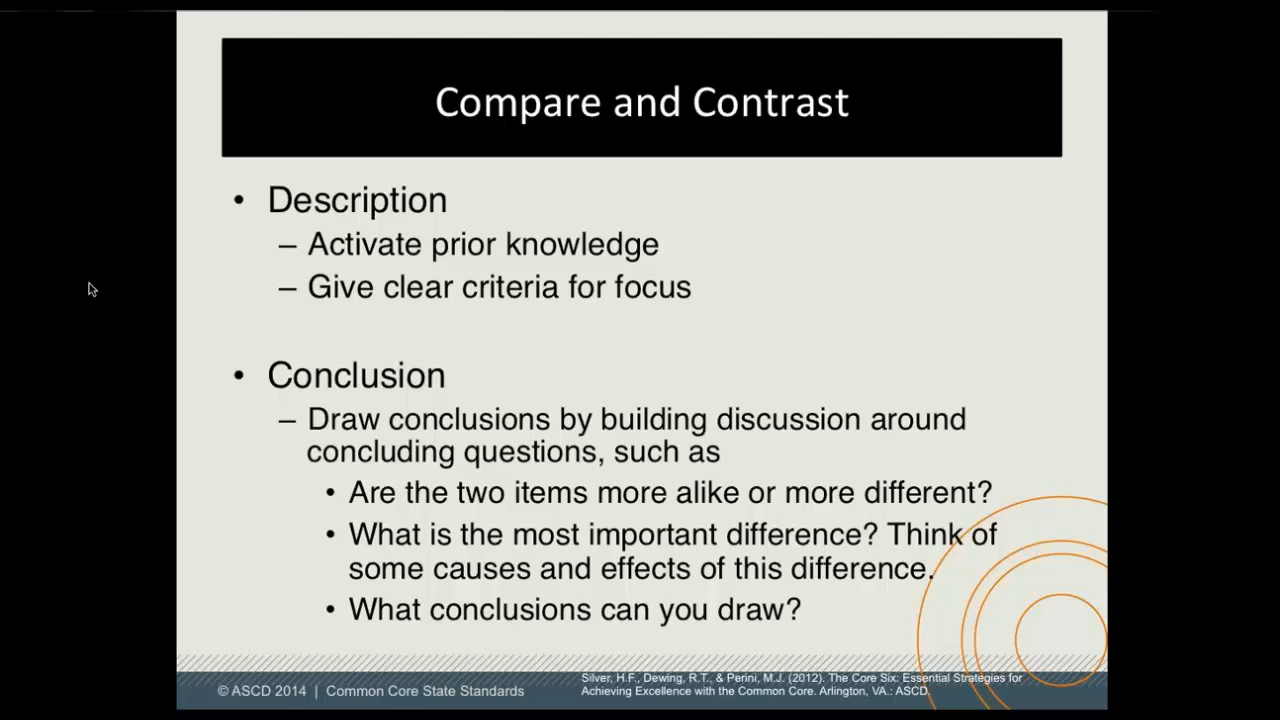 Compare and Contrast
• Description
– Activate prior knowledge
– Give clear criteria for focus
• Conclusion
– Draw conclusions by building discussion around
concluding questions, such as
• Are the two items more alike or more different?
• What is the most important difference? Think of
some causes and effects of this difference.
• What conclusions can you draw?
© ASCD 2014 | Common Core State Standards
Silver, H.F., Dewing, R.T., & Perini, M.J. (2012). The Core Six: Essential Strategies for
Achieving Excellence with the Common Core. Arlington, VA.: ASCD.